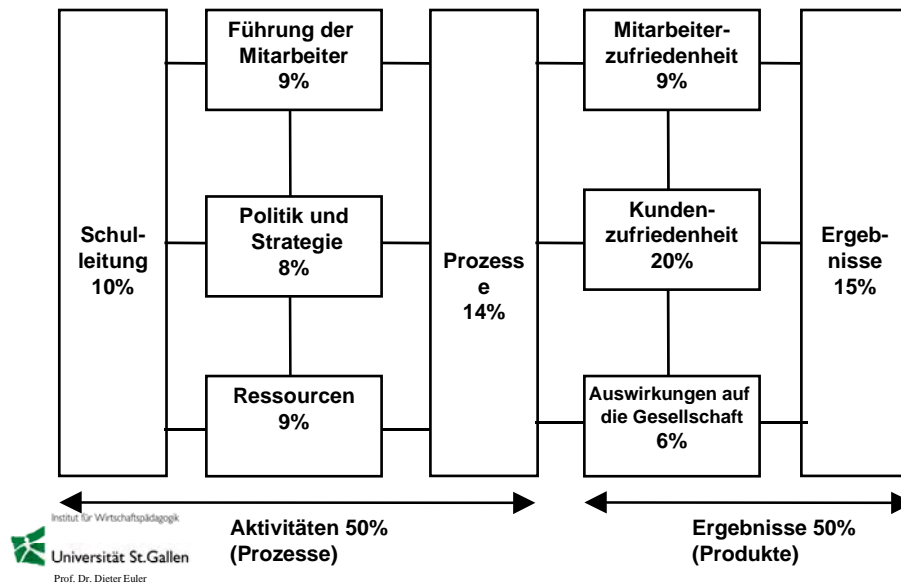 Führung der
Mitarbeiter
9%
Mitarbeiter-
zufriedenheit
9%
Schul-
leitung
10%
Politik und
Strategie
8%
Prozess
e
14%
Kunden-
zufriedenheit
20%
Ergeb-
nisse
15%
Ressourcen
9%
Auswirkungen auf
die Gesellschaft
6%
Aktivitäten 50%
(Prozesse)
Ergebnisse 50%
(Produkte)
Institut für Wirtschaftspädagogik
Universität St.Gallen
Prof. Dr. Dieter Euler